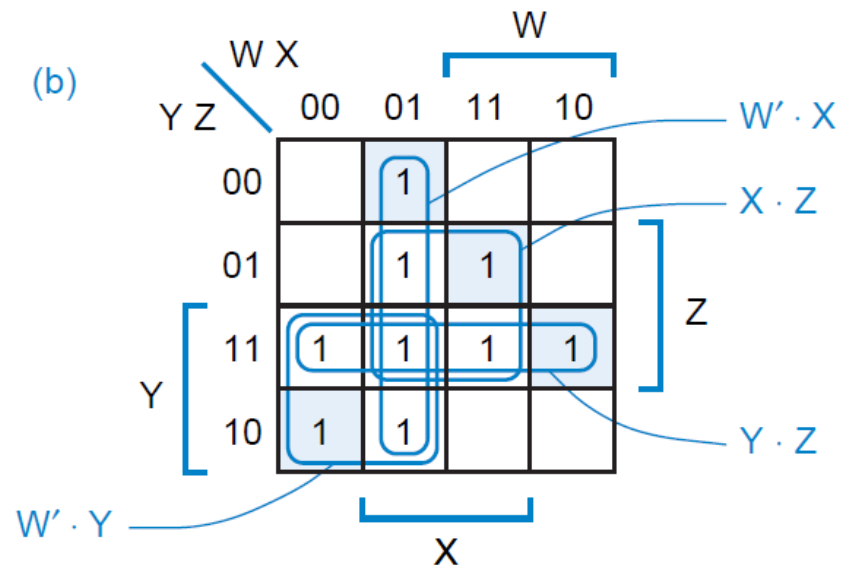 (b)
W
W X
Y Z
00 01 11 10
W′ · X
00 1
X · Z
01 1 1
Z
11 1 1 1 1
Y
10 1 1
Y · Z
W′ · Y
X